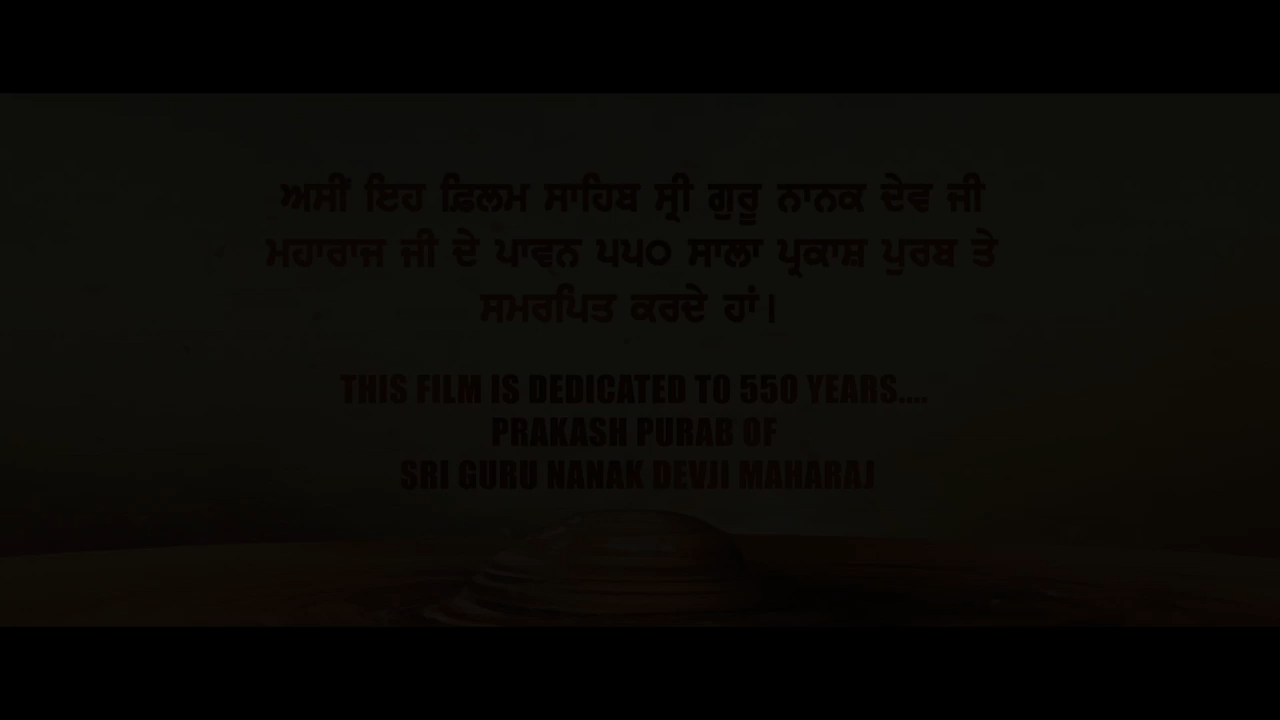 ਅਸੀਂ ਇਹ ਫ਼ਿਲਮ ਸਾਹਿਬ ਸ੍ਰੀ ਗੁਰੂ ਨਾਨਕ ਦੇਵ ਜੀ
ਮਹਾਰਾਜ ਜੀ ਦੇ ਪਾਵਨ ੫੫੦ ਸਾਲਾ ਪ੍ਰਕਾਸ਼ ਪੁਰਬ ਤੇ
ਸਮਰਪਿਤ ਕਰਦੇ ਹਾਂ।
THIS FILM IS DEDICATED TO 550 YEARS....
PRAKASH PURAB OF
SRI GURU NANAK DEVJI MAHARAJ